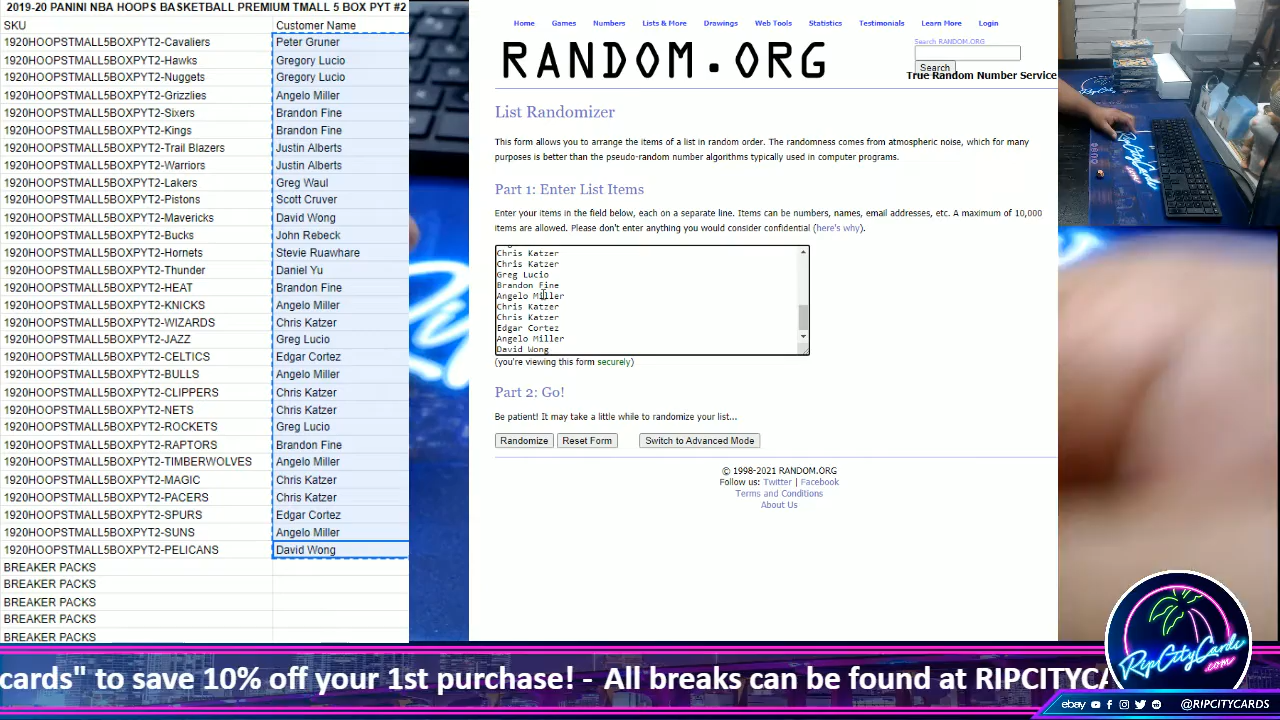 2019-20 PANINI NBA HOOPS BASKETBALL PREMIUM TMALL 5 BOX PYT #2
SKU Customer Name
1920HOOPSTMALL5BOXPYT2-Cavaliers Peter Gruner
1920HOOPSTMALL5BOXPYT2-Hawks Gregory Lucio
1920HOOPSTMALL5BOXPYT2-Nuggets Gregory Lucio
1920HOOPSTMALL5BOXPYT2-Grizzlies Angelo Miller
1920HOOPSTMALL5BOXPYT2-Sixers Brandon Fine
1920HOOPSTMALL5BOXPYT2-Kings Brandon Fine
1920HOOPSTMALL5BOXPYT2-Trail Blazers Justin Alberts
1920HOOPSTMALL5BOXPYT2-Warriors Justin Alberts
1920HOOPSTMALL5BOXPYT2-Lakers Greg Waul
1920HOOPSTMALL5BOXPYT2-Pistons Scott Cruver
1920HOOPSTMALL5BOXPYT2-Mavericks David Wong
1920HOOPSTMALL5BOXPYT2-Bucks John Rebeck
1920HOOPSTMALL5BOXPYT2-Hornets Stevie Ruawhare
1920HOOPSTMALL5BOXPYT2-Thunder Daniel Yu
1920HOOPSTMALL5BOXPYT2-HEAT Brandon Fine
1920HOOPSTMALL5BOXPYT2-KNICKS Angelo Miller
1920HOOPSTMALL5BOXPYT2-WIZARDS Chris Katzer
1920HOOPSTMALL5BOXPYT2-JAZZ Greg Lucio
1920HOOPSTMALL5BOXPYT2-CELTICS Edgar Cortez
1920HOOPSTMALL5BOXPYT2-BULLS Angelo Miller
1920HOOPSTMALL5BOXPYT2-CLIPPERS Chris Katzer
1920HOOPSTMALL5BOXPYT2-NETS Chris Katzer
1920HOOPSTMALL5BOXPYT2-ROCKETS Greg Lucio
1920HOOPSTMALL5BOXPYT2-RAPTORS Brandon Fine
1920HOOPSTMALL5BOXPYT2-TIMBERWOLVES Angelo Miller
1920HOOPSTMALL5BOXPYT2-MAGIC Chris Katzer
1920HOOPSTMALL5BOXPYT2-PACERS Chris Katzer
1920HOOPSTMALL5BOXPYT2-SPURS Edgar Cortez
1920HOOPSTMALL5BOXPYT2-SUNS Angelo Miller
1920HOOPSTMALL5BOXPYT2-PELICANS David Wong
BREAKER PACKS
BREAKER PACKS
BREAKER PACKS
BREAKER PACKS
BREAKER PACKS
Home Games Numbers Lists & More Drawings Web Tools Statistics Testimonials Learn More Login
RANDOM.ORG
Search RANDOM.ORG
Search
True Random Number Service
List Randomizer
This form allows you to arrange the items of a list in random order. The randomness comes from atmospheric noise, which for many
purposes is better than the pseudo-random number algorithms typically used in computer programs.
Part 1: Enter List Items
Enter your items in the field below, each on a separate line. Items can be numbers, names, email addresses, etc. A maximum of 10,000
items are allowed. Please don't enter anything you would consider confidential (here's why).
Chris Katzer
Chris Katzer
Greg Lucio
Brandon Fine
Angelo Miller
Chris Katzer
Chris Katzer
Edgar Cortez
Angelo Miller
David Wong
(you're viewing this form securely)
Part 2: Go!
Be patient! It may take a little while to randomize your list...
Randomize Reset Form Switch to Advanced Mode
© 1998-2021 RANDOM.ORG
Follow us: Twitter | Facebook
Terms and Conditions
About Us
cards" to save 10% off your 1st purchase! - All breaks can be found at RIPCITYCA
RipCityCards
.com
ebay @RIPCITYCARDS